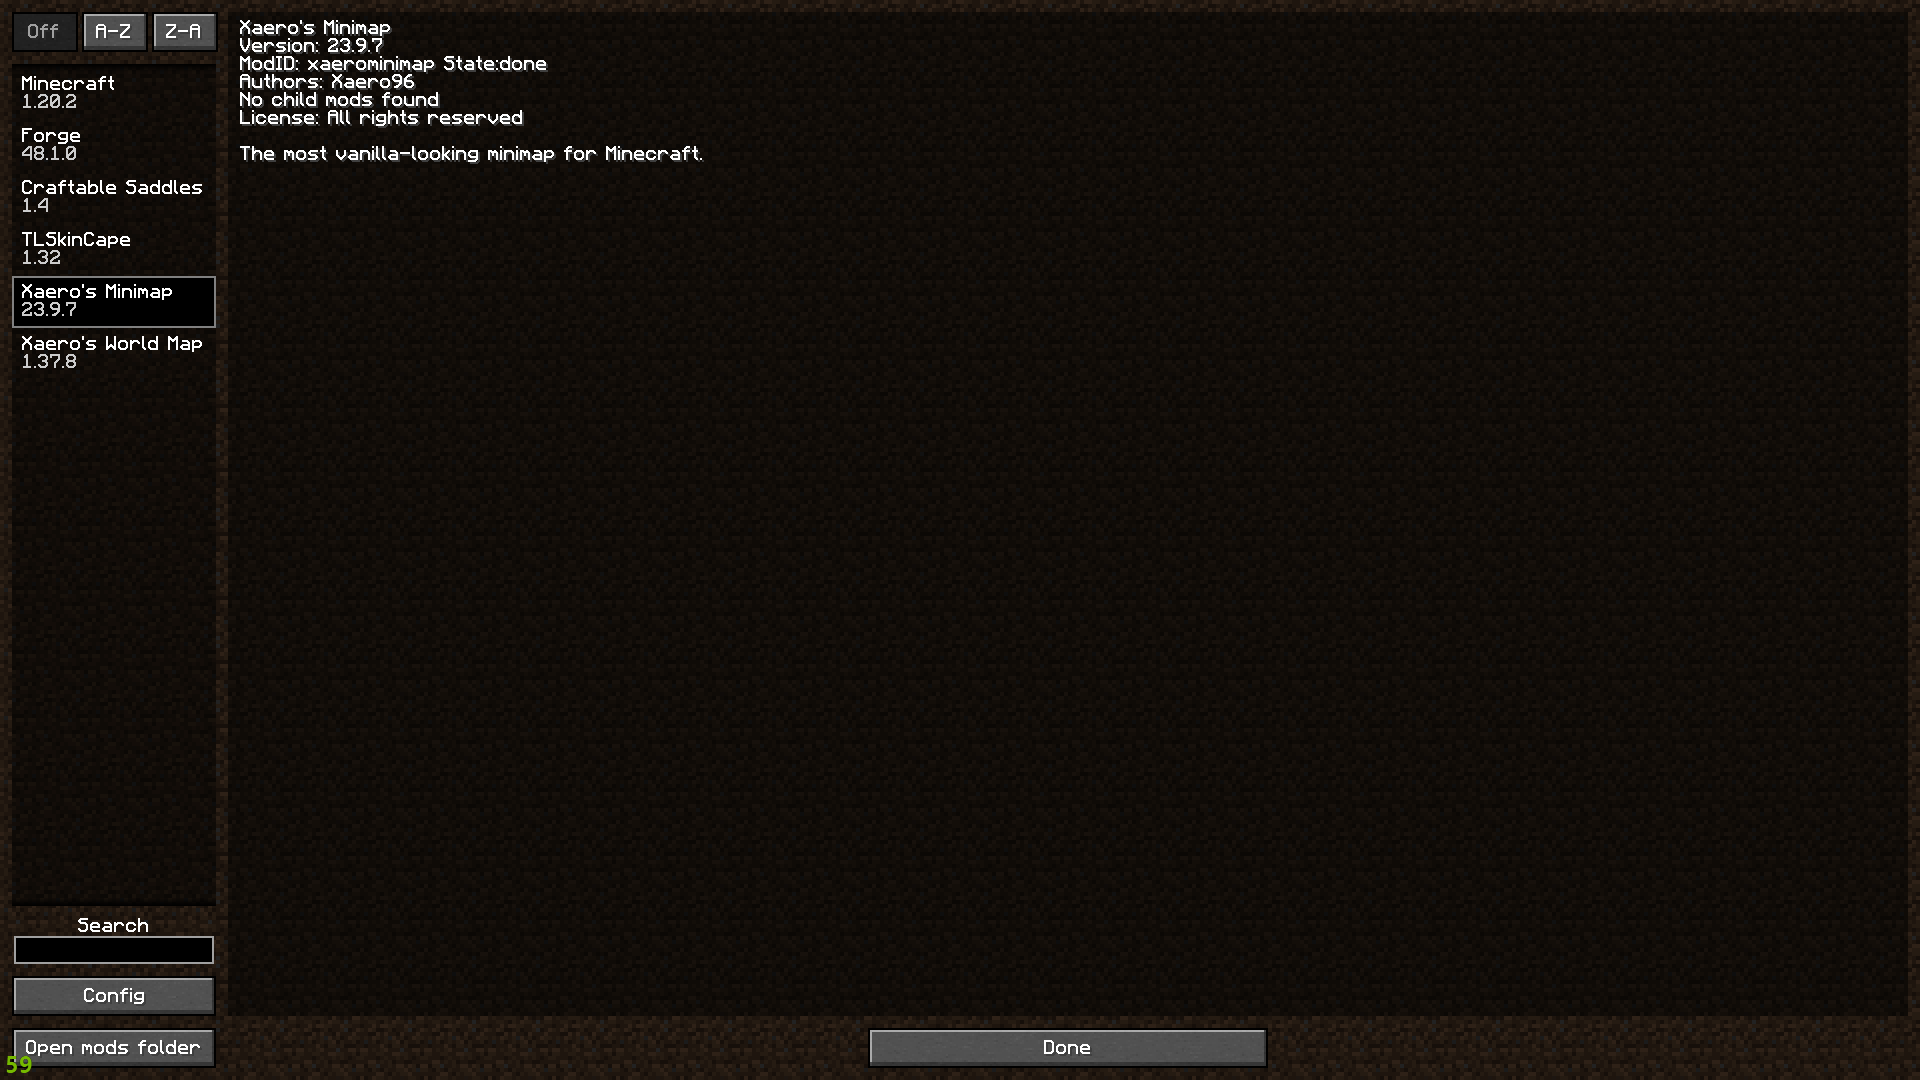 Off A-Z Z-A
Minecraft
1.20.2
Forge
48.1.0
Craftable Saddles
1.4
TLSkinCape
1.32
Xaero's Minimap
23.9.7
Xaero's World Map
1.37.8
Search
Config
Open mods folder
59
Xaero's Minimap
Version: 23.9.7
ModID: xaerominimap State:done
Authors: Xaero96
No child mods found
License: All rights reserved
The most vanilla-looking minimap for Minecraft.
Done